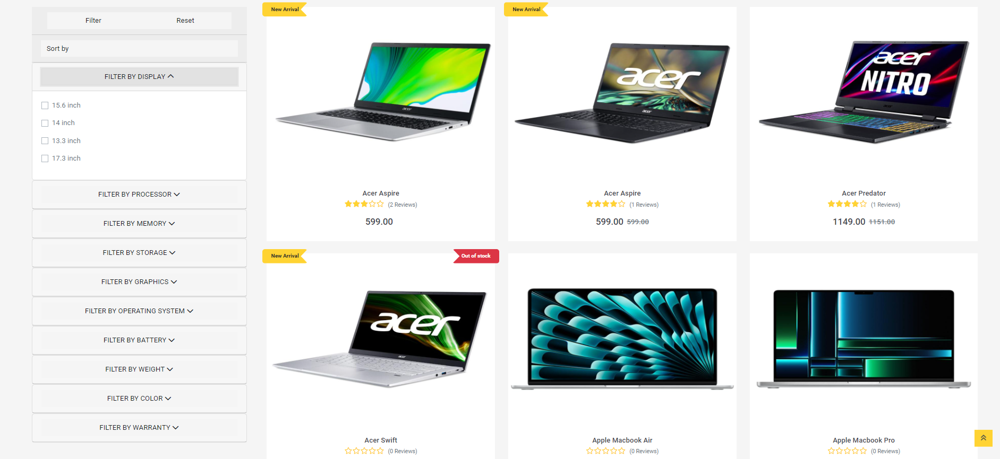 Filter
Reset
Sort by
FILTER BY DISPLAY
15.6 inch
14 inch
13.3 inch
17.3 inch
FILTER BY PROCESSOR
FILTER BY MEMORY
FILTER BY STORAGE
FILTER BY GRAPHICS
FILTER BY OPERATING SYSTEM
FILTER BY BATTERY
FILTER BY WEIGHT
FILTER BY COLOR
FILTER BY WARRANTY
New Arrival
acer
Acer Aspire
(2 Reviews)
599.00
New Arrival
acer
acer
Acer Aspire
(1 Reviews)
599.00 599.00
acer
NITRO
acer
Acer Predator
(1 Reviews)
1149.00 1151.00
New Arrival
Out of stock
acer
acer
Acer Swift
(0 Reviews)
Apple Macbook Air
(0 Reviews)
Apple Macbook Pro
(0 Reviews)